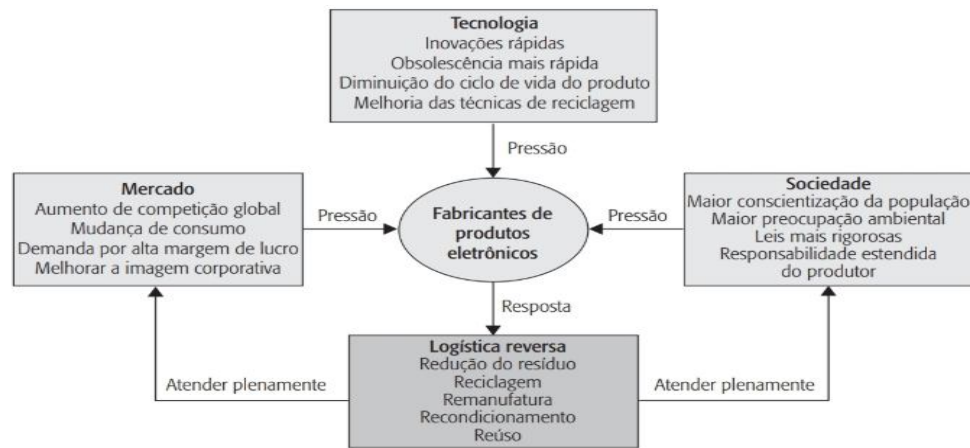 Tecnologia
Inovações rápidas
Obsolescência mais rápida
Diminuição do ciclo de vida do produto
Melhoria das técnicas de reciclagem
Pressão
Mercado
Aumento de competição global
Mudança de consumo
Demanda por alta margem de lucro
Melhorar a imagem corporativa
Pressão
Fabricantes de
produtos
eletrônicos
Pressão
Sociedade
Maior conscientização da população
Maior preocupação ambiental
Leis mais rigorosas
Responsabilidade estendida
do produtor
Resposta
Logística reversa
Redução do resíduo
Reciclagem
Remanufatura
Recondicionamento
Reúso
Atender plenamente
Atender plenamente